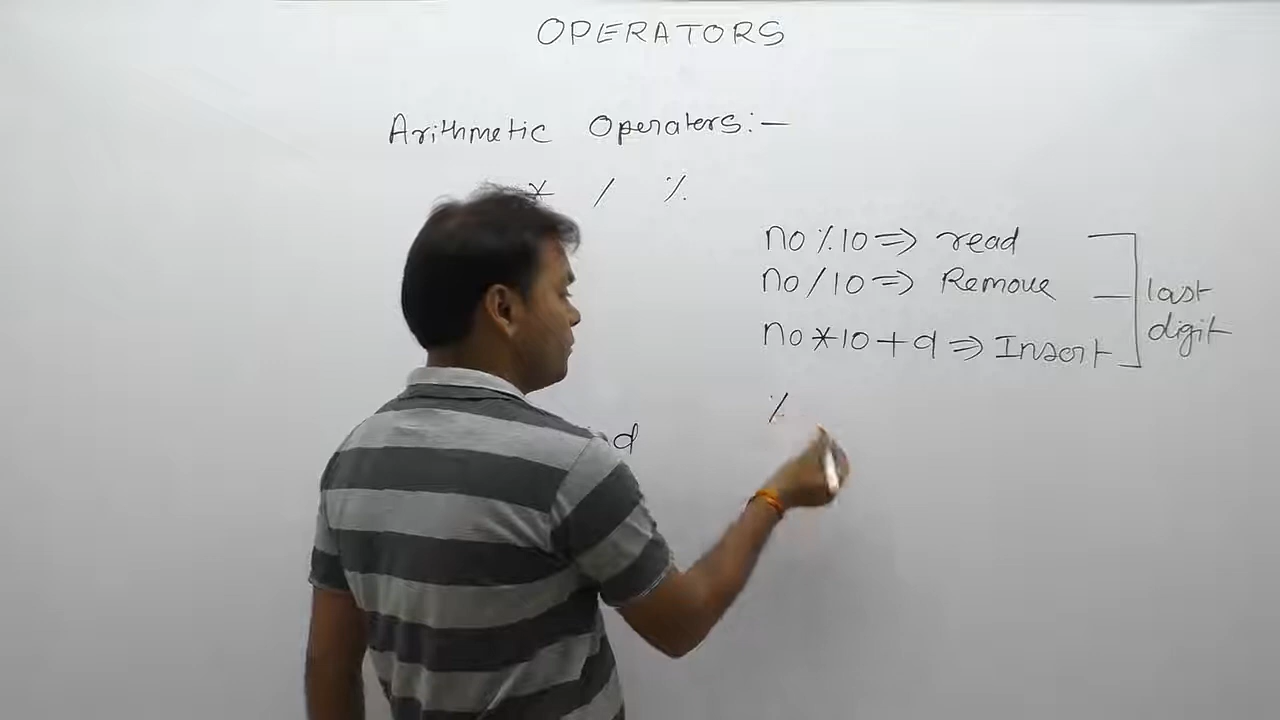 OPERATORS
Arithmetic Operators:-
* / %
no%10 => read
no/10 => Remove
no*10+d => Insert
last
digit
%
d